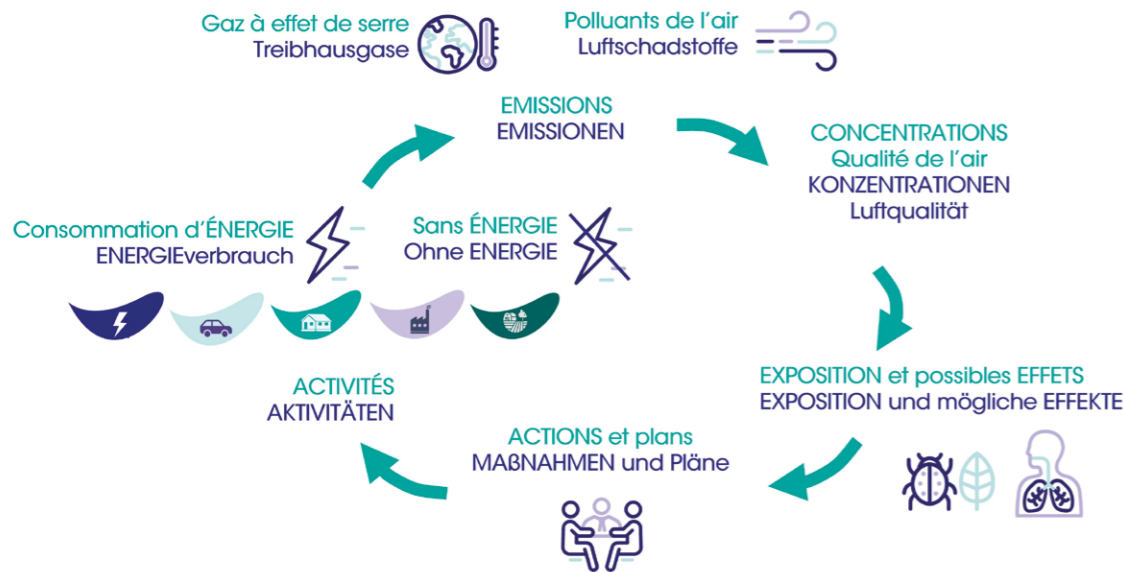 Gaz à effet de serre
Treibhausgase
Polluants de l'air
Luftschadstoffe
EMISSIONS
EMISSIONEN
CONCENTRATIONS
Qualité de l'air
KONZENTRATIONEN
Luftqualität
Consommation d'ÉNERGIE
ENERGIEverbrauch
Sans ÉNERGIE
Ohne ENERGIE
EXPOSITION et possibles EFFETS
EXPOSITION und mögliche EFFEKTE
ACTIVITÉS
AKTIVITÄTEN
ACTIONS et plans
MAßNAHMEN und Pläne